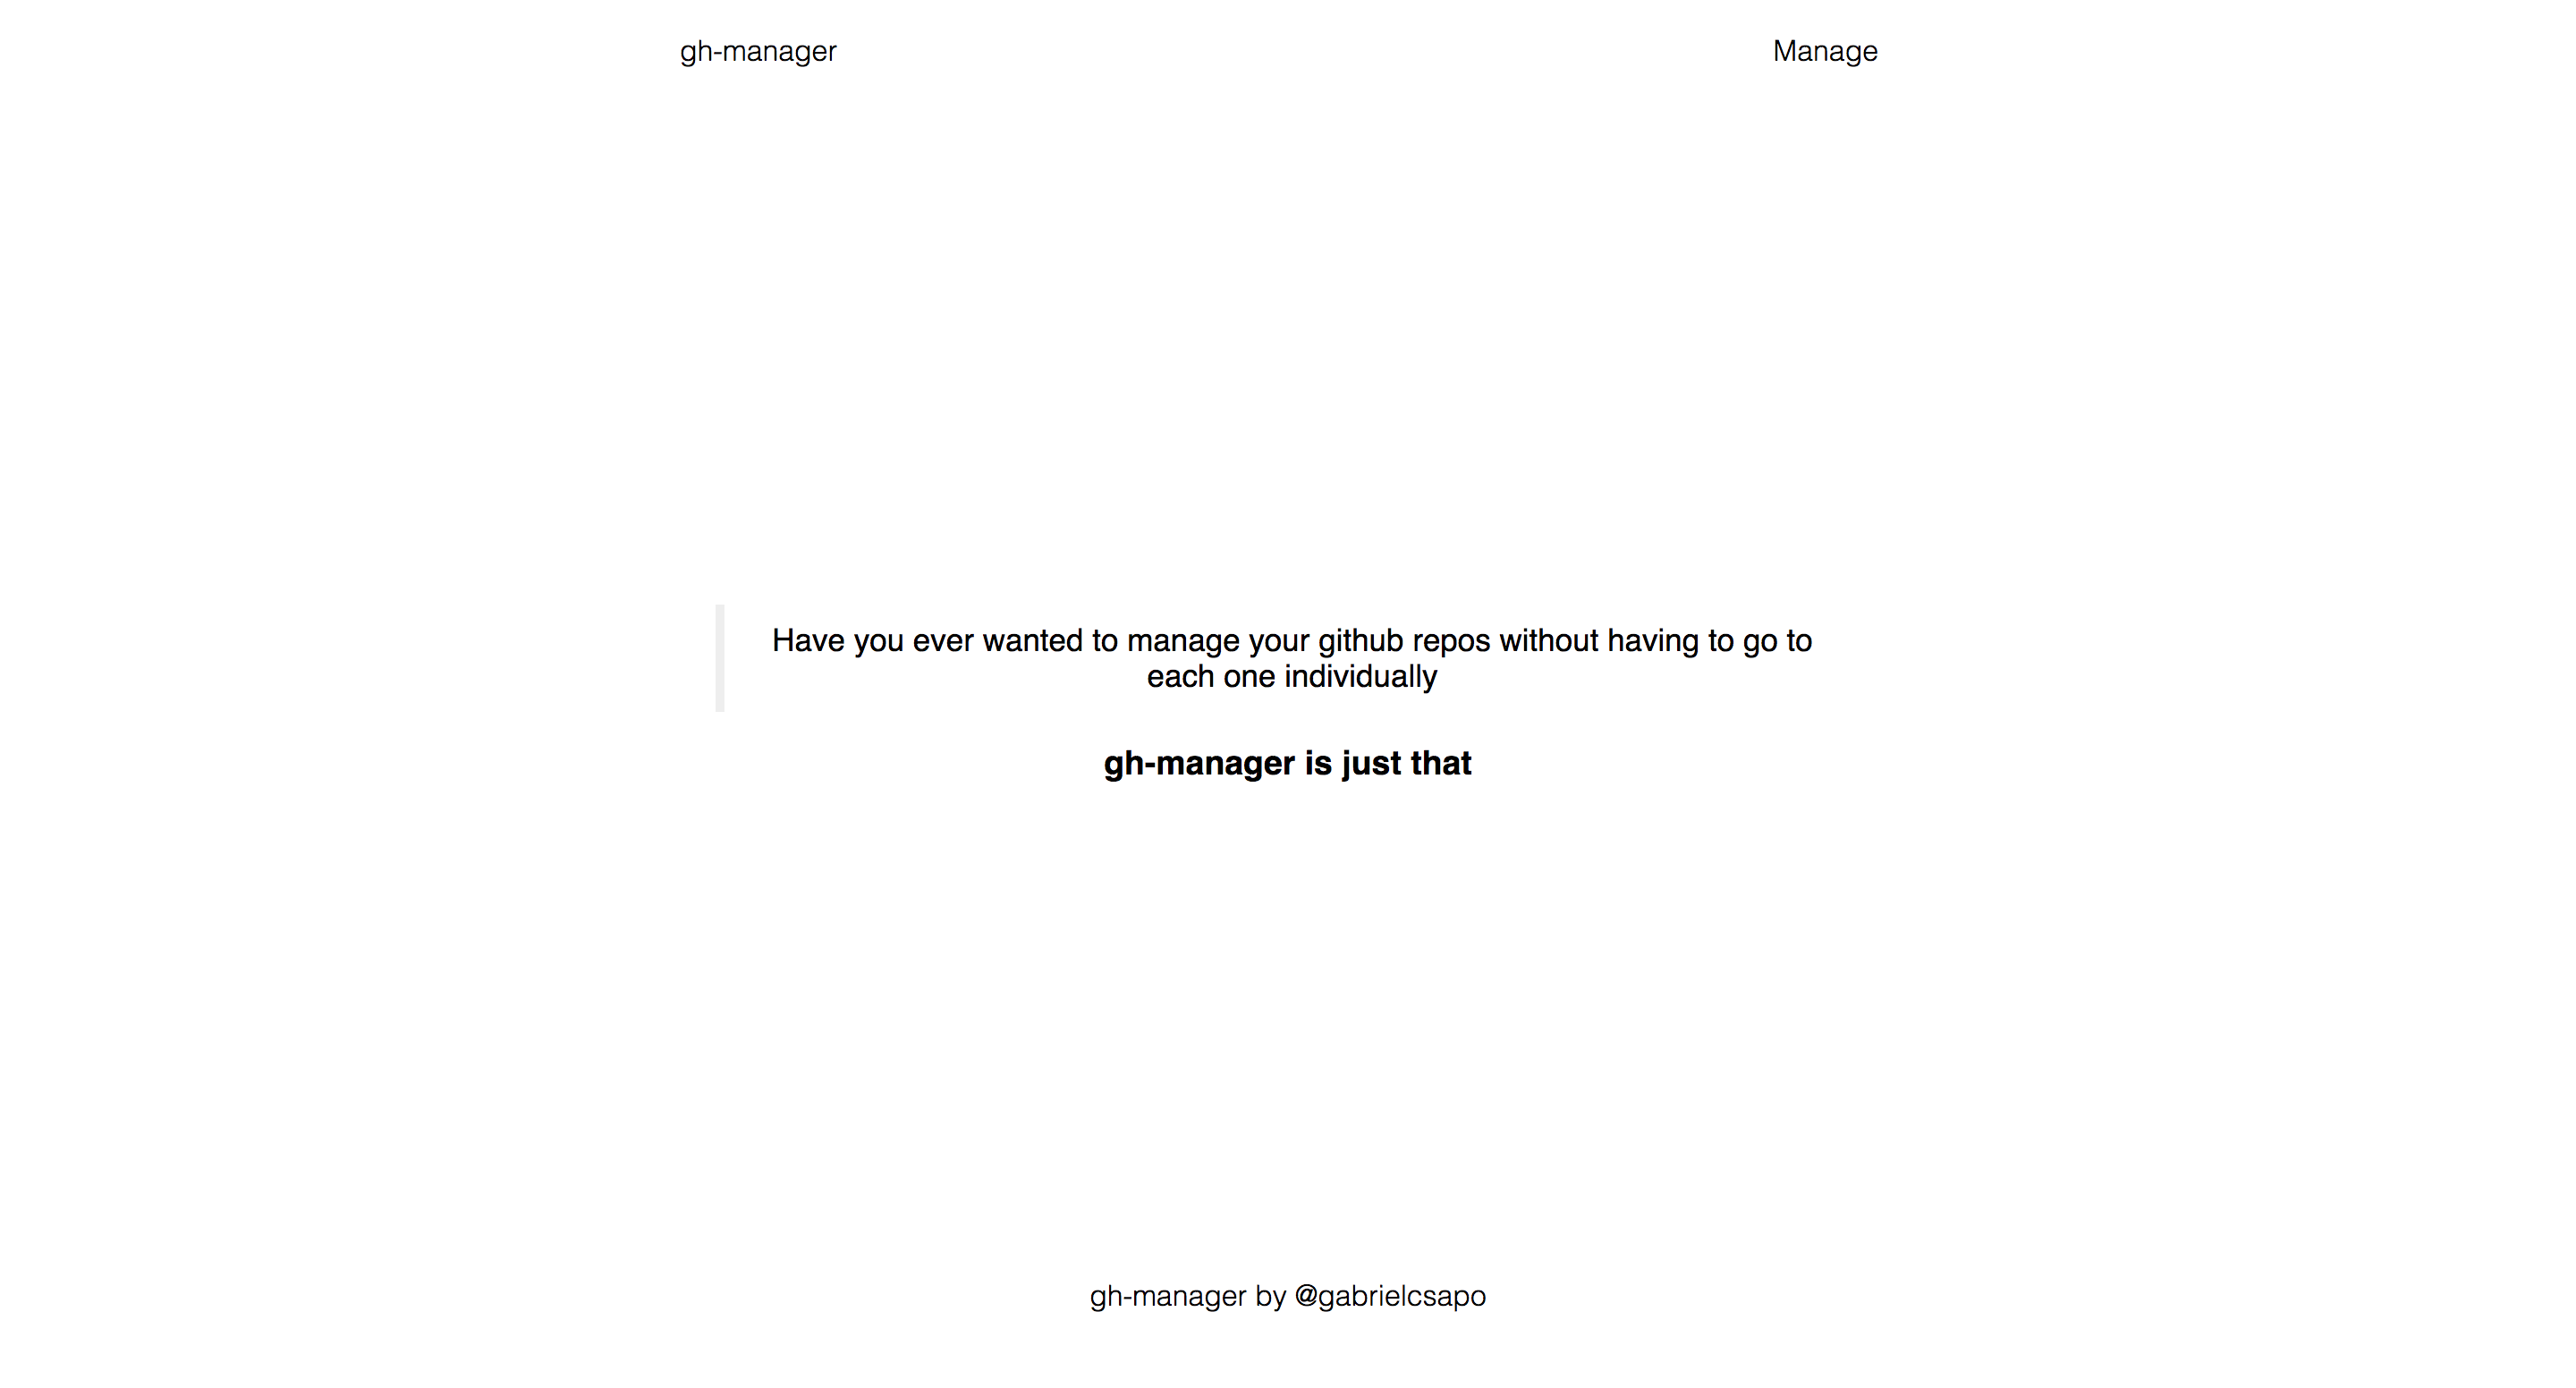 gh-manager
Manage
Have you ever wanted to manage your github repos without having to go to
each one individually
gh-manager is just that
gh-manager by @gabrielcsapo